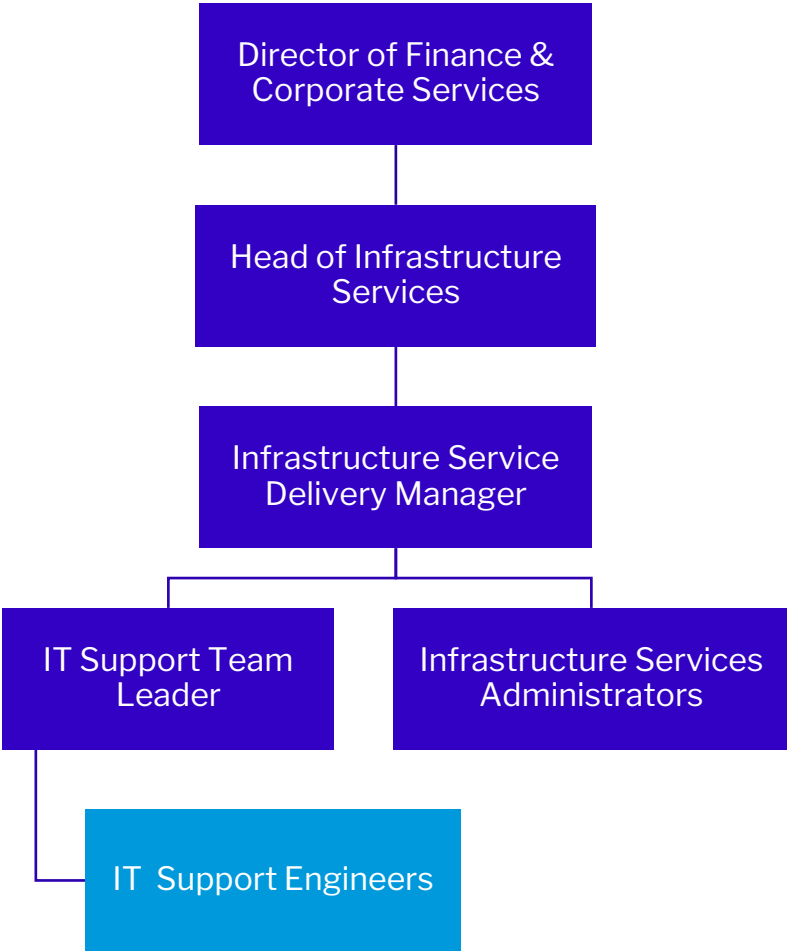 Director of Finance &
Corporate Services
Head of Infrastructure
Services
Infrastructure Service
Delivery Manager
IT Support Team
Leader
Infrastructure Services
Administrators
IT  Support Engineers